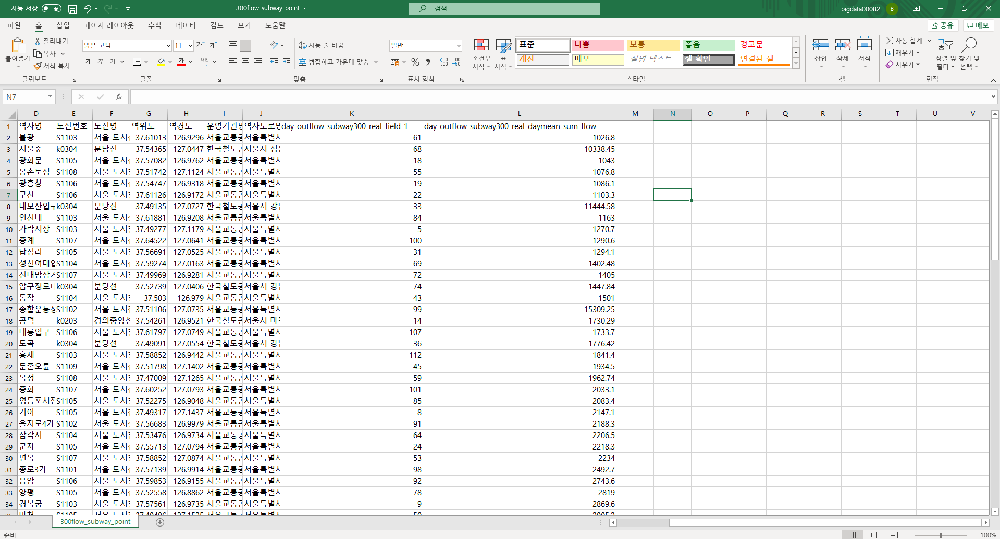 자동 저장 끔 300flow_subway_point 검색 bigdata00082 B
파일 홈 삽입 페이지 레이아웃 수식 데이터 검토 보기 도움말 공유 메모
붙여넣기 잘라내기 복사 서식 복사 클립보드
맑은 고딕 11 가 가 가 가 간 가 내천 글꼴
자동 줄 바꿈 병합하고 가운데 맞춤 맞춤
일반 % 표시 형식
조건부 서식 표 서식 표준 나쁨 보통 좋음 경고문
계산 메모 설명 텍스트 셀 확인 연결된 셀 스타일
삽입 삭제 서식 셀
자동 합계 채우기 지우기 정렬 및 필터 찾기 및 선택 편집
N7 fx
D E F G H I J K L M N O P Q R S T U V
1 역사명 노선번호 노선명 역위도 역경도 운영기관명 역사도로명 day_outflow_subway300_real_field_1 day_outflow_subway300_real_daymean_sum_flow
2 불광 S1103 서울 도시 37.61013 126.9296 서울교통공 서울특별시 61 1026.8
3 서울숲 k0304 분당선 37.54365 127.0447 한국철도공 서울시 성동 68 10338.45
4 광화문 S1105 서울 도시 37.57082 126.9762 서울교통공 서울특별시 18 1043
5 몽촌토성 S1108 서울 도시 37.51742 127.1124 서울교통공 서울특별시 55 1076.8
6 광흥창 S1106 서울 도시 37.54747 126.9318 서울교통공 서울특별시 19 1086.1
7 구산 S1106 서울 도시 37.61126 126.9172 서울교통공 서울특별시 22 1103.3
8 대모산입구 k0304 분당선 37.49135 127.0727 한국철도공 서울시 강남 33 11444.58
9 연신내 S1103 서울 도시 37.61881 126.9208 서울교통공 서울특별시 84 1163
10 가락시장 S1103 서울 도시 37.49277 127.1179 서울교통공 서울특별시 5 1270.7
11 중계 S1107 서울 도시 37.64522 127.0641 서울교통공 서울특별시 100 1290.6
12 답십리 S1105 서울 도시 37.56691 127.0525 서울교통공 서울특별시 31 1294.1
13 성신여대입 S1104 서울 도시 37.59274 127.0163 서울교통공 서울특별시 69 1402.48
14 신대방삼거 S1107 서울 도시 37.49969 126.9281 서울교통공 서울특별시 72 1405
15 압구정로데 k0304 분당선 37.52739 127.0406 한국철도공 서울시 강남 74 1447.84
16 동작 S1104 서울 도시 37.503 126.979 서울교통공 서울특별시 43 1501
17 종합운동장 S1102 서울 도시 37.51106 127.0735 서울교통공 서울특별시 99 15309.25
18 공덕 k0203 경의중앙선 37.54261 126.9521 한국철도공 서울시 마포 14 1730.29
19 태릉입구 S1106 서울 도시 37.61797 127.0749 서울교통공 서울특별시 107 1733.7
20 도곡 k0304 분당선 37.49091 127.0554 한국철도공 서울시 강남 36 1776.42
21 홍제 S1103 서울 도시 37.58852 126.9442 서울교통공 서울특별시 112 1841.4
22 둔촌오륜 S1109 서울 도시 37.51798 127.1402 서울교통공 서울특별시 45 1934.5
23 복정 S1108 서울 도시 37.47009 127.1265 서울교통공 서울특별시 59 1962.74
24 중화 S1107 서울 도시 37.60252 127.0793 서울교통공 서울특별시 101 2033.1
25 영등포시장 S1105 서울 도시 37.52275 126.9048 서울교통공 서울특별시 85 2083.4
26 거여 S1105 서울 도시 37.49317 127.1437 서울교통공 서울특별시 8 2147.1
27 을지로4가 S1102 서울 도시 37.56683 126.9979 서울교통공 서울특별시 91 2188.3
28 삼각지 S1104 서울 도시 37.53476 126.9734 서울교통공 서울특별시 64 2206.5
29 군자 S1105 서울 도시 37.55713 127.0794 서울교통공 서울특별시 24 2218.3
30 면목 S1107 서울 도시 37.58852 127.0874 서울교통공 서울특별시 53 2234
31 종로3가 S1101 서울 도시 37.57139 126.9914 서울교통공 서울특별시 98 2492.7
32 응암 S1106 서울 도시 37.59853 126.9155 서울교통공 서울특별시 92 2743.6
33 양평 S1105 서울 도시 37.52558 126.8862 서울교통공 서울특별시 78 2819
34 경복궁 S1103 서울 도시 37.57561 126.9735 서울교통공 서울특별시 9 2869.6
300flow_subway_point
준비 100%